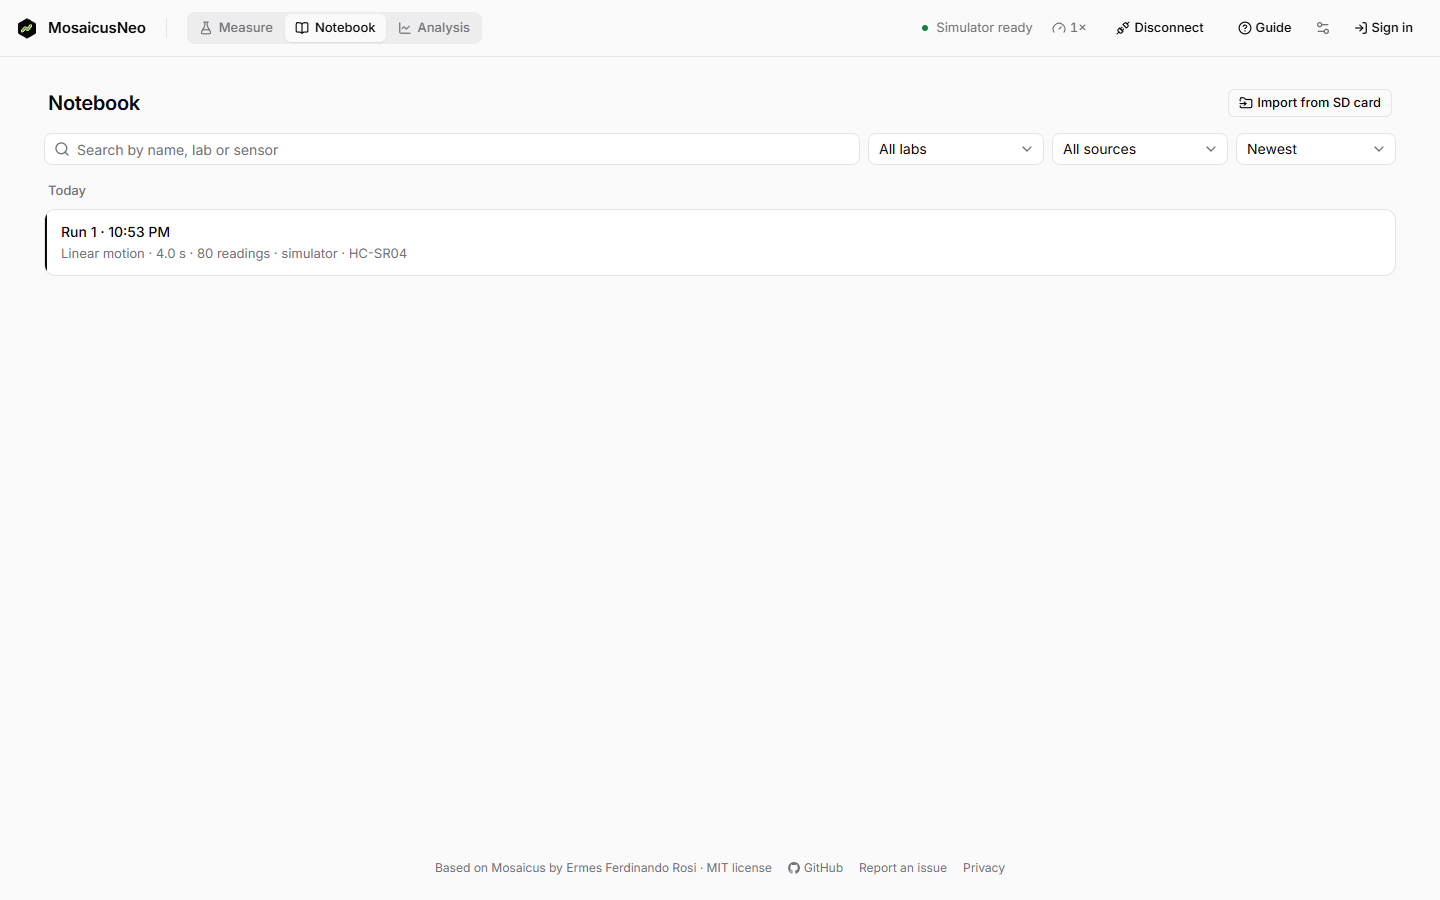 MosaicusNeo
Measure
Notebook
Analysis
Simulator ready
1×
Disconnect
Guide
Sign in
Notebook
Import from SD card
Search by name, lab or sensor
All labs
All sources
Newest
Today
Run 1 · 10:53 PM
Linear motion · 4.0 s · 80 readings · simulator · HC-SR04
Based on Mosaicus by Ermes Ferdinando Rosi · MIT license
GitHub
Report an issue
Privacy